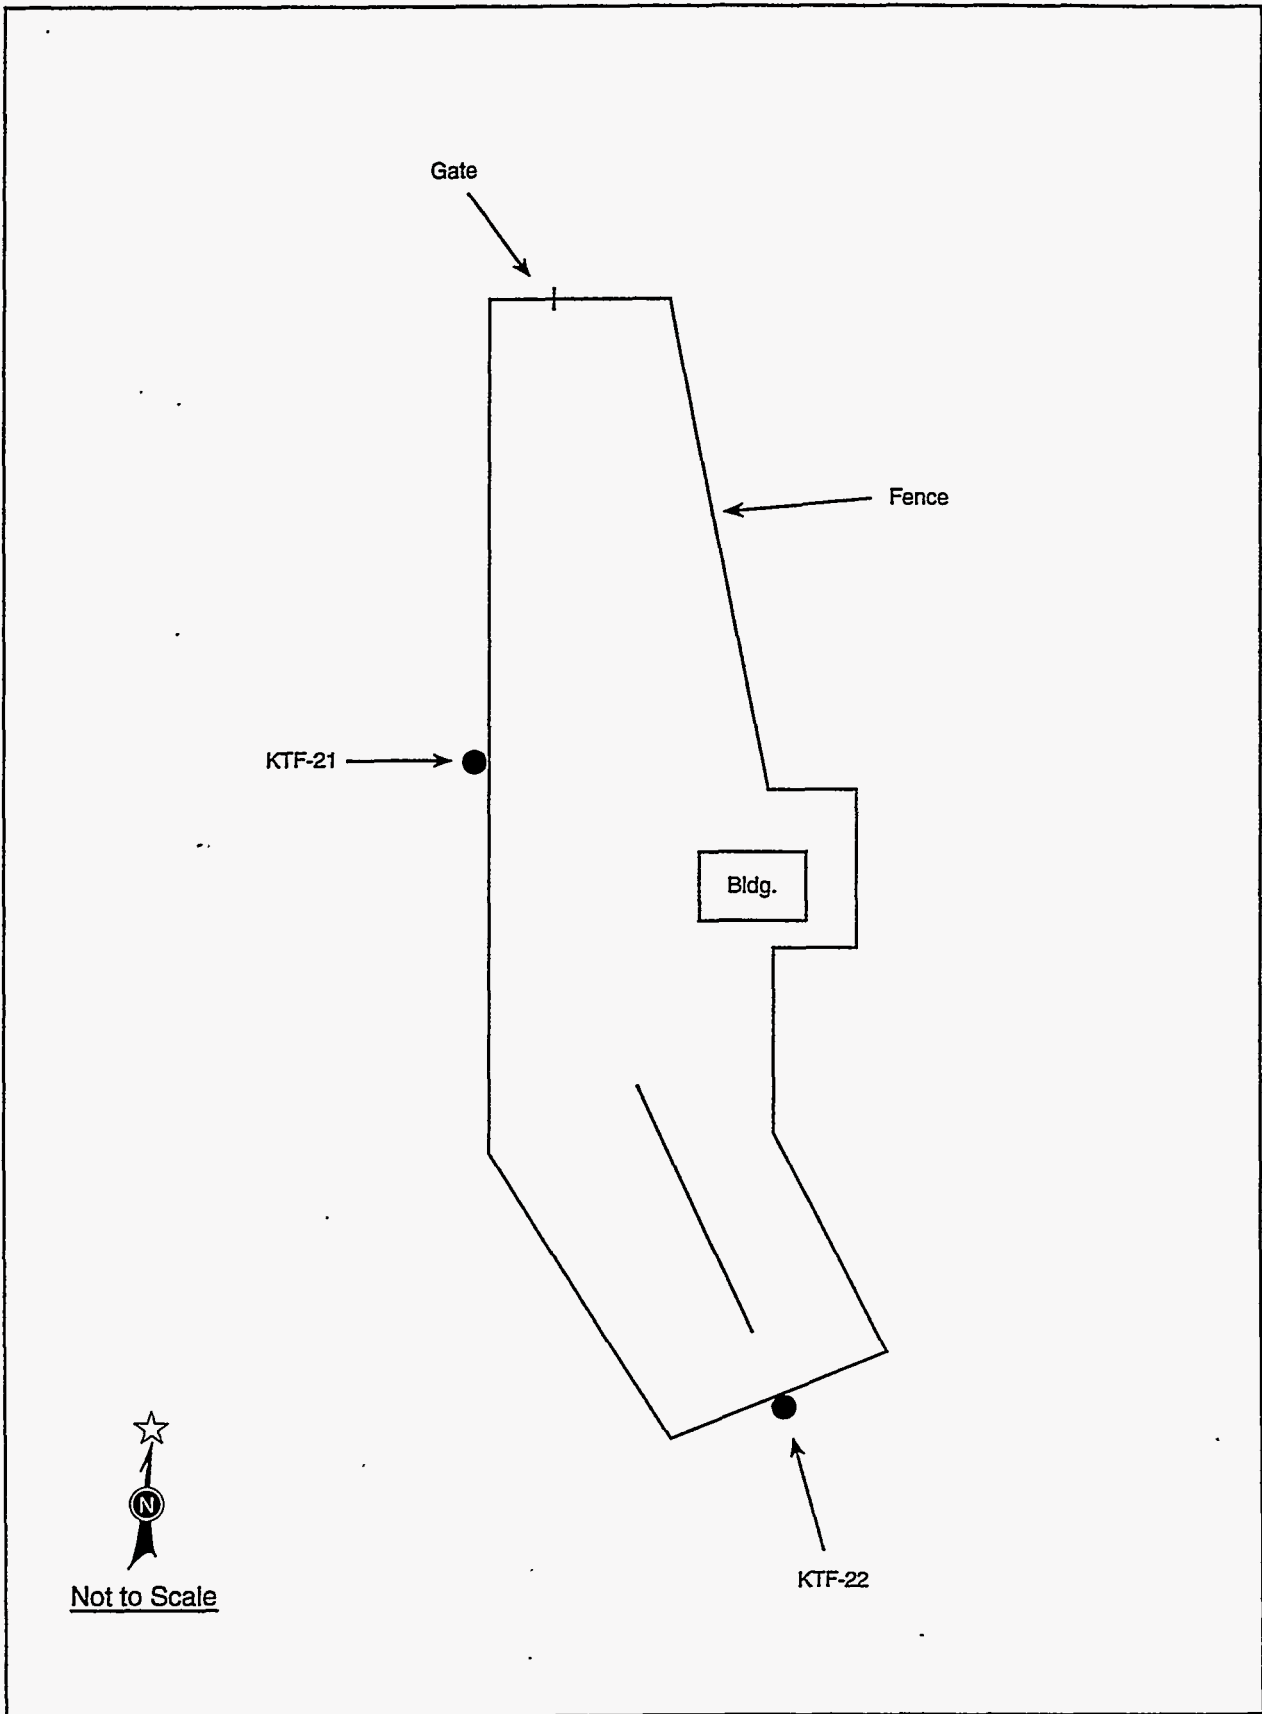 Gate
Fence
KTF-21
Bldg.
N
Not to Scale
KTF-22